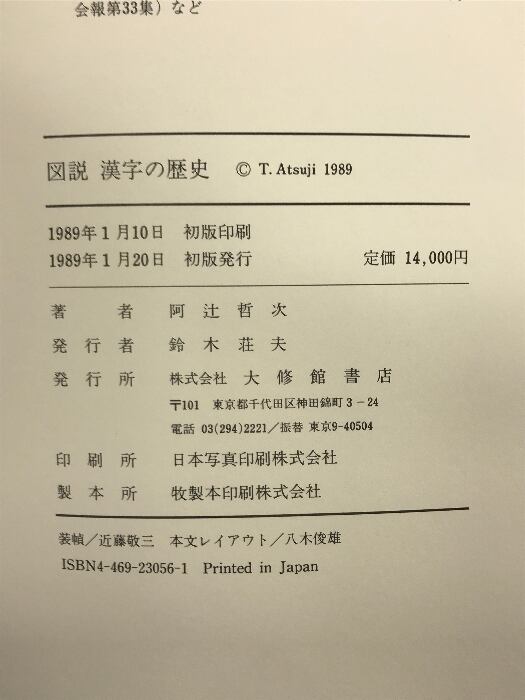 会報第33集）など
図説 漢字の歴史 © T. Atsuji 1989
1989年1月10日 初版印刷
1989年1月20日 初版発行 定価 14,000円
著者 阿辻哲次
発行者 鈴木荘夫
発行所 株式会社 大修館書店
〒101 東京都千代田区神田錦町3－24
電話 03(294)2221／振替 東京9-40504
印刷所 日本写真印刷株式会社
製本所 牧製本印刷株式会社
装幀／近藤敬三 本文レイアウト／八木俊雄
ISBN4-469-23056-1 Printed in Japan